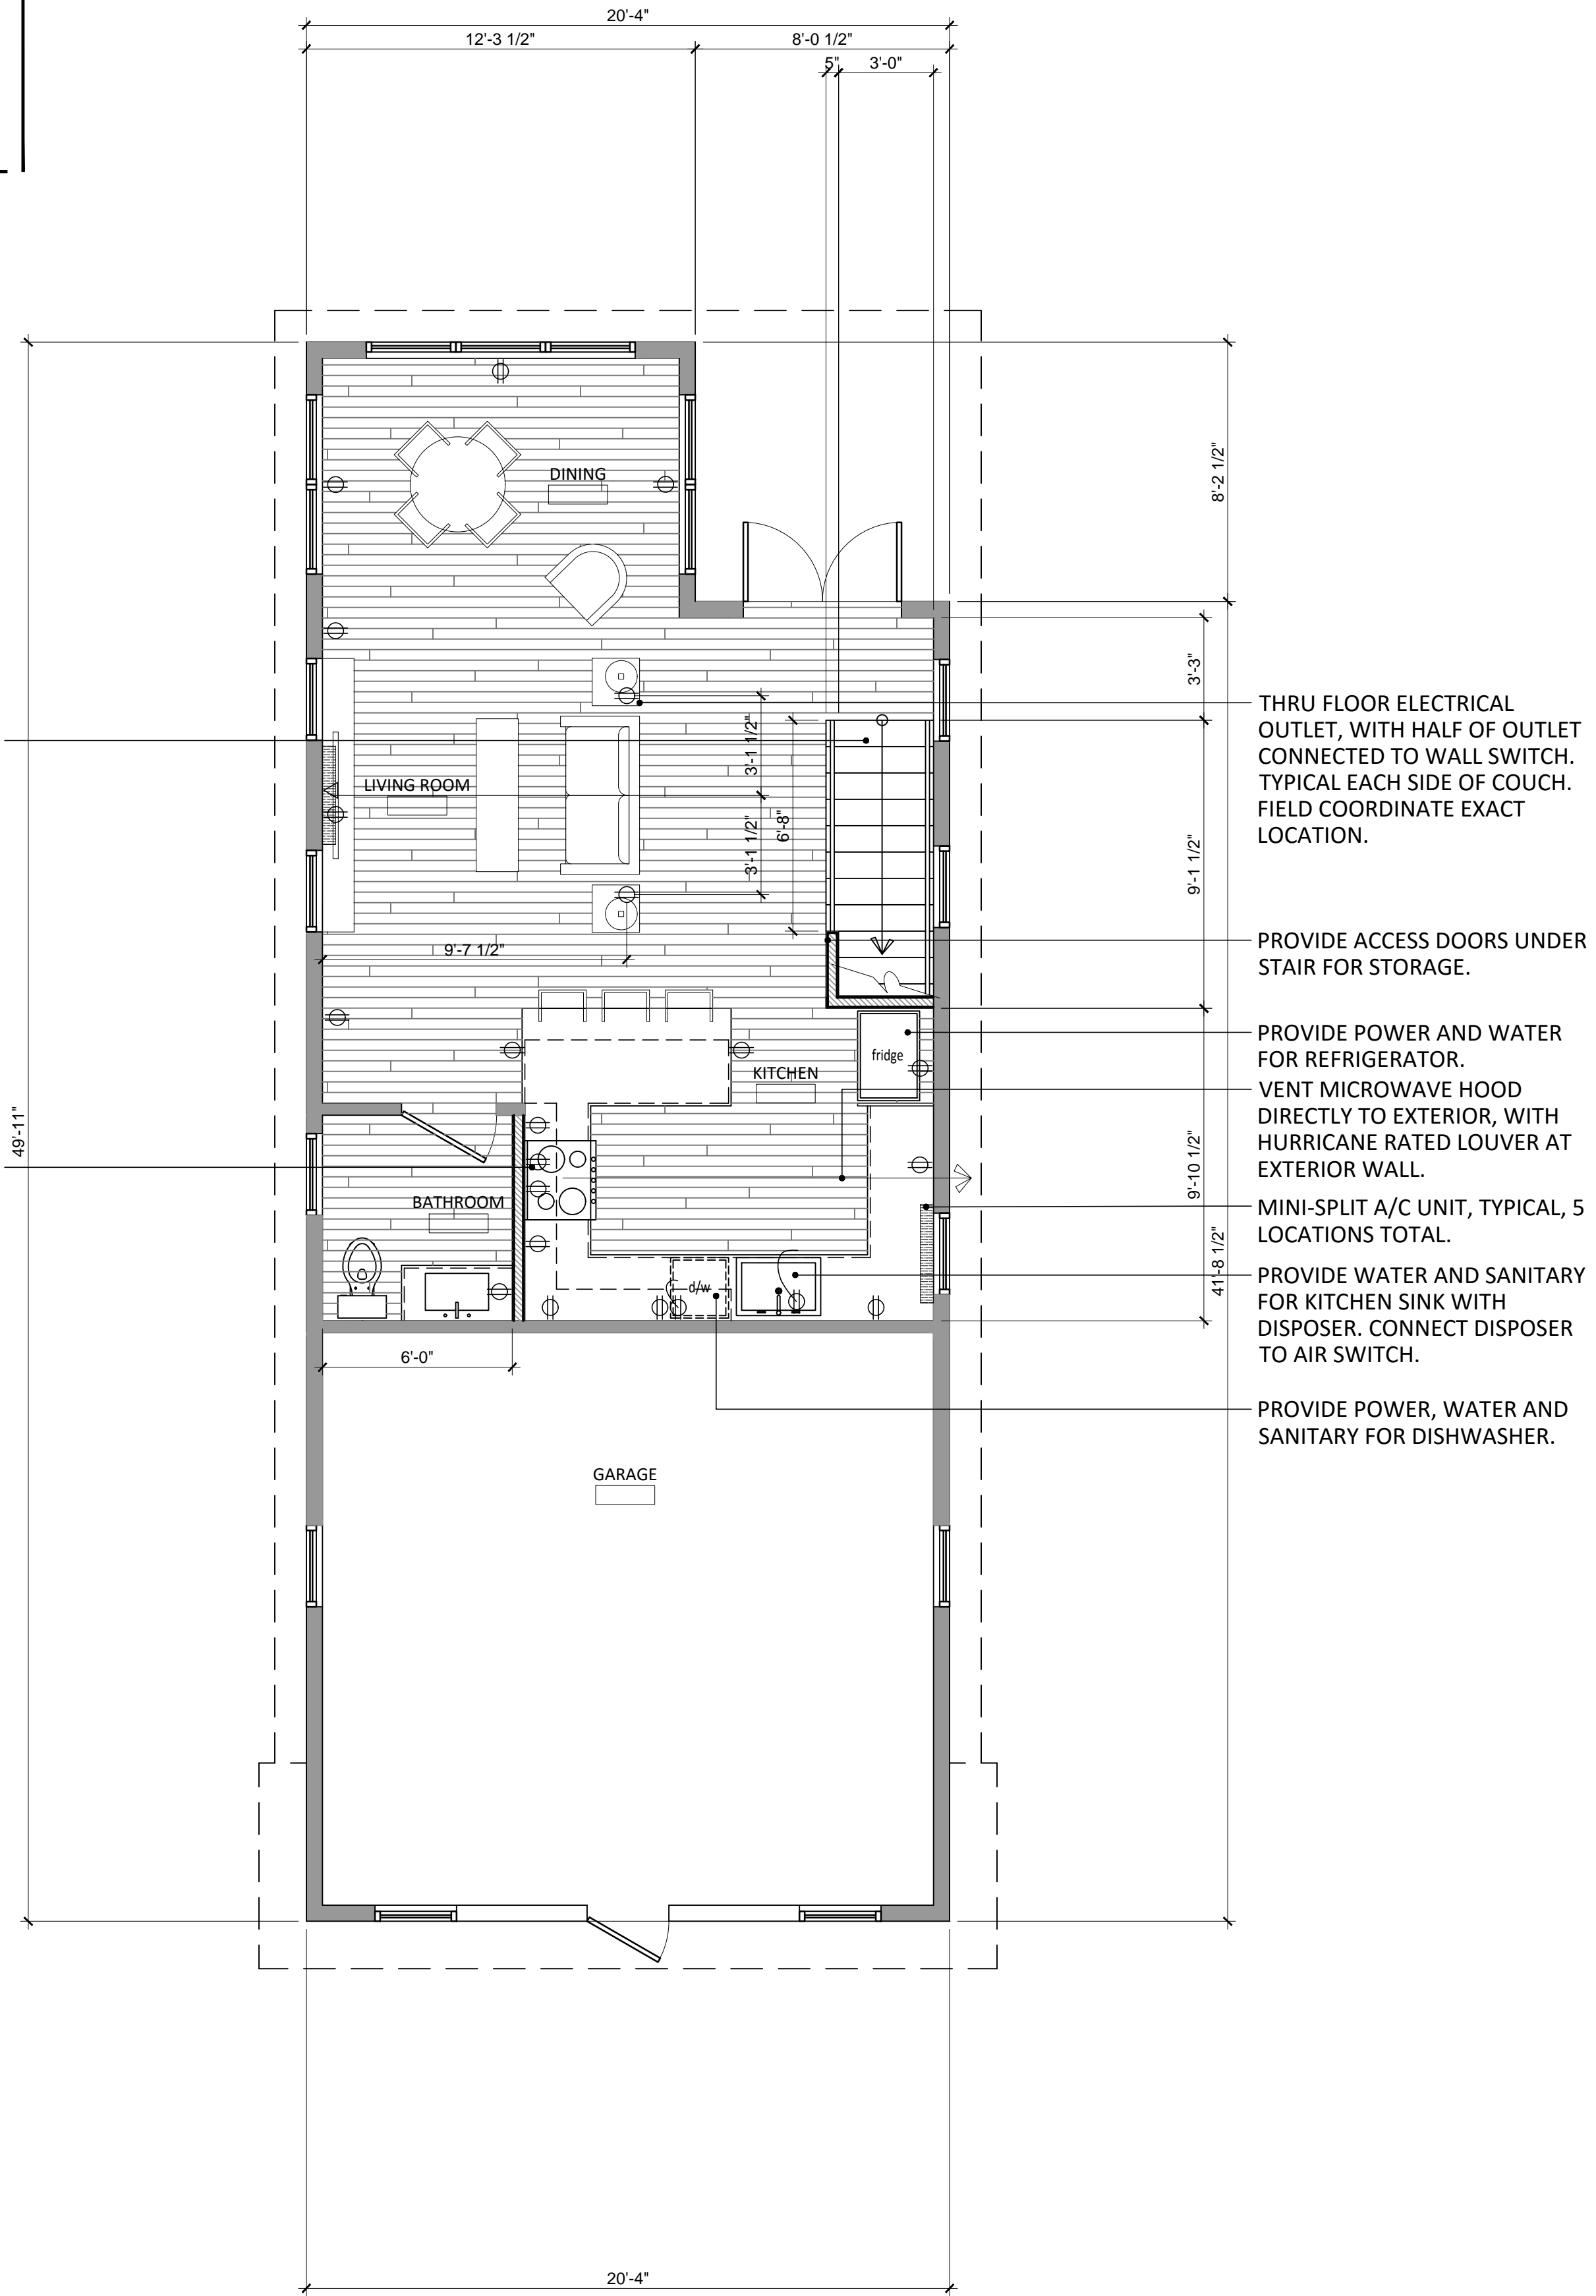 20'-4"
12'-3 1/2"
8'-0 1/2"
5"
3'-0"
DINING
8'-2 1/2"
3'-3"
THRU FLOOR ELECTRICAL
OUTLET, WITH HALF OF OUTLET
CONNECTED TO WALL SWITCH.
TYPICAL EACH SIDE OF COUCH.
FIELD COORDINATE EXACT
LOCATION.
3'-1 1/2"
LIVING ROOM
6'-8"
3'-1 1/2"
9'-1 1/2"
9'-7 1/2"
PROVIDE ACCESS DOORS UNDER
STAIR FOR STORAGE.
PROVIDE POWER AND WATER
FOR REFRIGERATOR.
fridge
KITCHEN
VENT MICROWAVE HOOD
DIRECTLY TO EXTERIOR, WITH
HURRICANE RATED LOUVER AT
EXTERIOR WALL.
49'-11"
9'-10 1/2"
BATHROOM
MINI-SPLIT A/C UNIT, TYPICAL, 5
LOCATIONS TOTAL.
41'-8 1/2"
PROVIDE WATER AND SANITARY
FOR KITCHEN SINK WITH
DISPOSER. CONNECT DISPOSER
TO AIR SWITCH.
d/w
6'-0"
PROVIDE POWER, WATER AND
SANITARY FOR DISHWASHER.
GARAGE
20'-4"